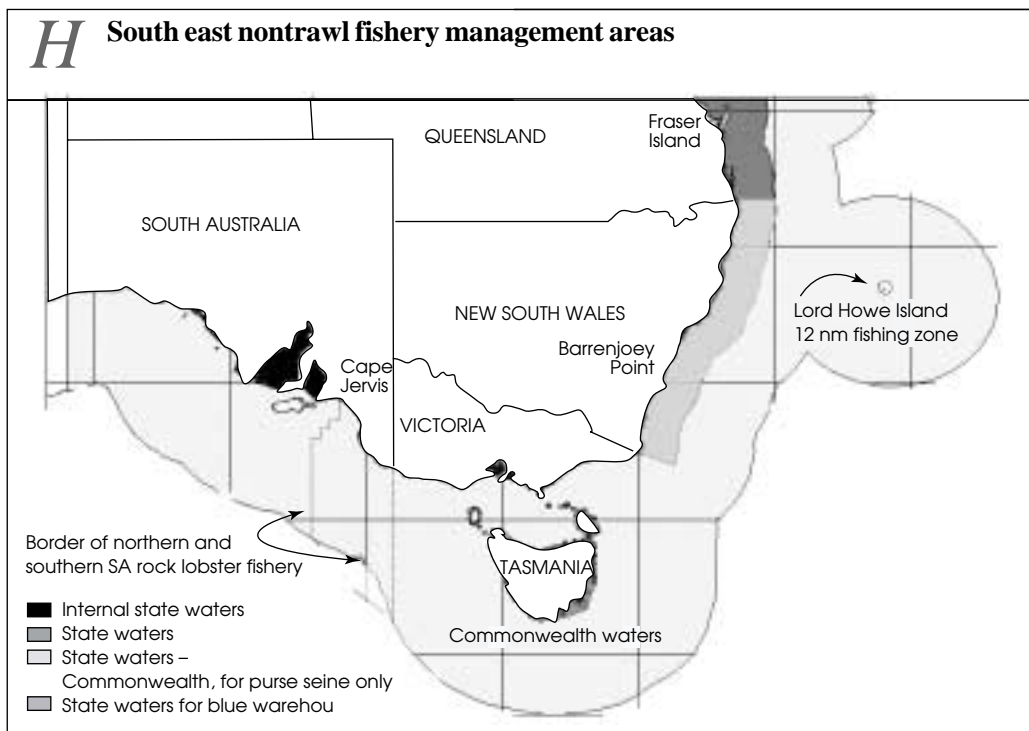 H South east nontrawl fishery management areas
QUEENSLAND
Fraser
Island
SOUTH AUSTRALIA
NEW SOUTH WALES
Lord Howe Island
12 nm fishing zone
Barrenjoey
Point
Cape
Jervis
VICTORIA
Border of northern and
southern SA rock lobster fishery
TASMANIA
Commonwealth waters
Internal state waters
State waters
State waters –
Commonwealth, for purse seine only
State waters for blue warehou